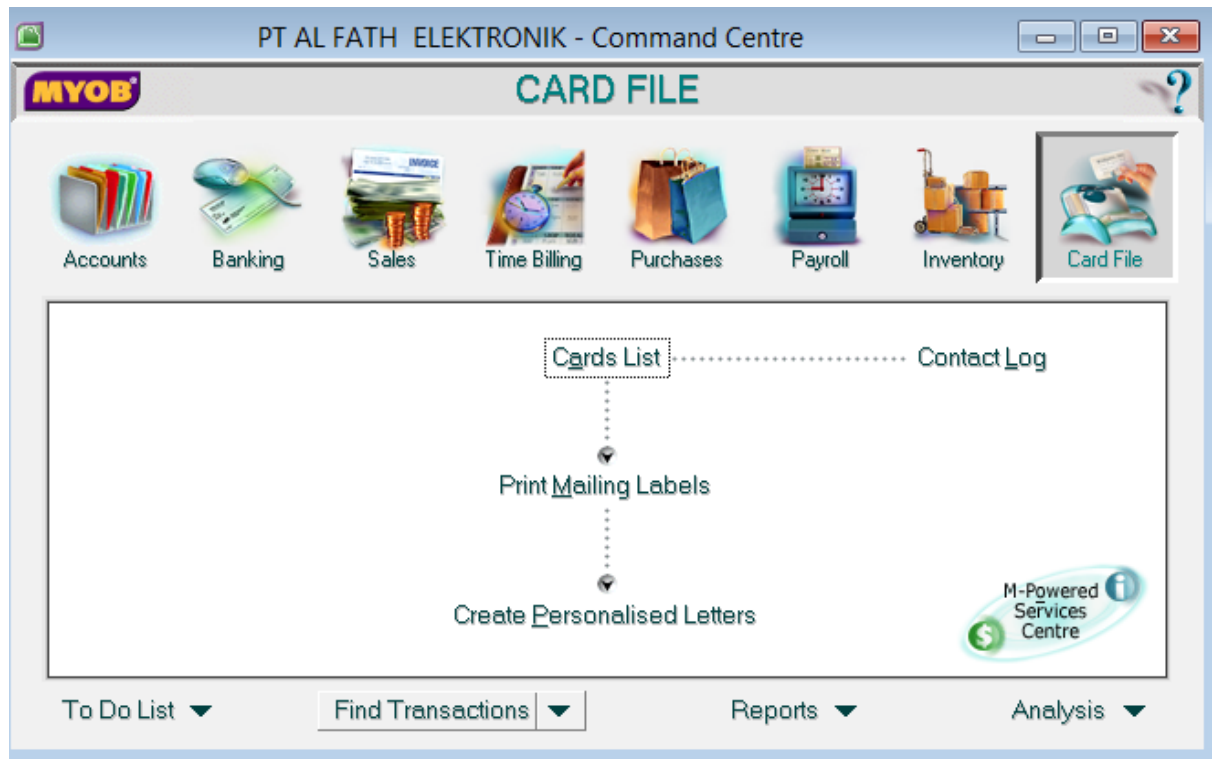 PT AL FATH ELEKTRONIK - Command Centre
MYOB
CARD FILE
?
INVOICE
Accounts
Banking
Sales
Time Billing
Purchases
Payroll
Inventory
Card File
Cards List
Contact Log
Print Mailing Labels
Create Personalised Letters
M-Powered
Services
Centre
To Do List
Find Transactions
Reports
Analysis